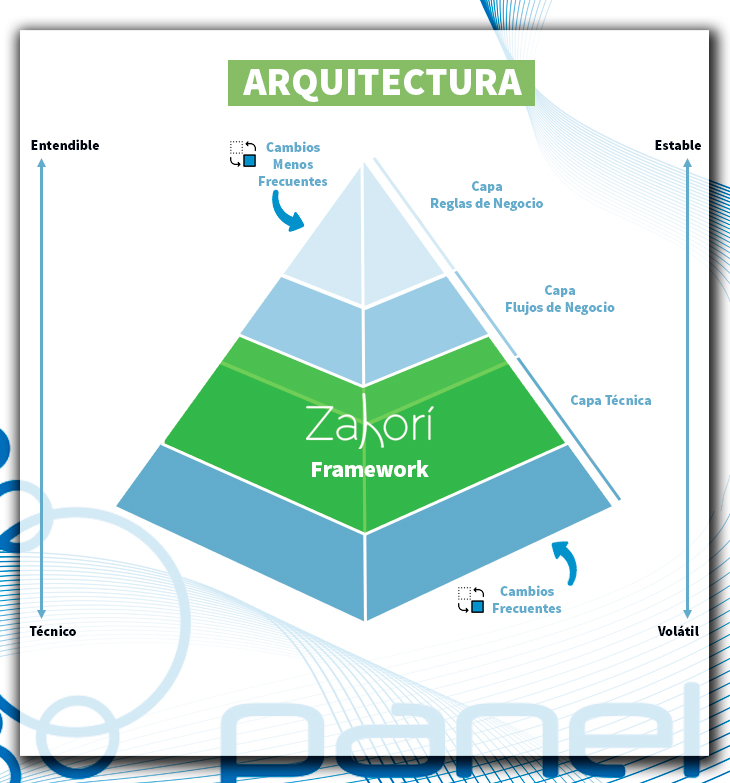 ARQUITECTURA
Entendible
Estable
Cambios
Menos
Frecuentes
Capa
Reglas de Negocio
Capa
Flujos de Negocio
Capa Técnica
Zahorí
Framework
Cambios
Frecuentes
Técnico
Volátil
panel